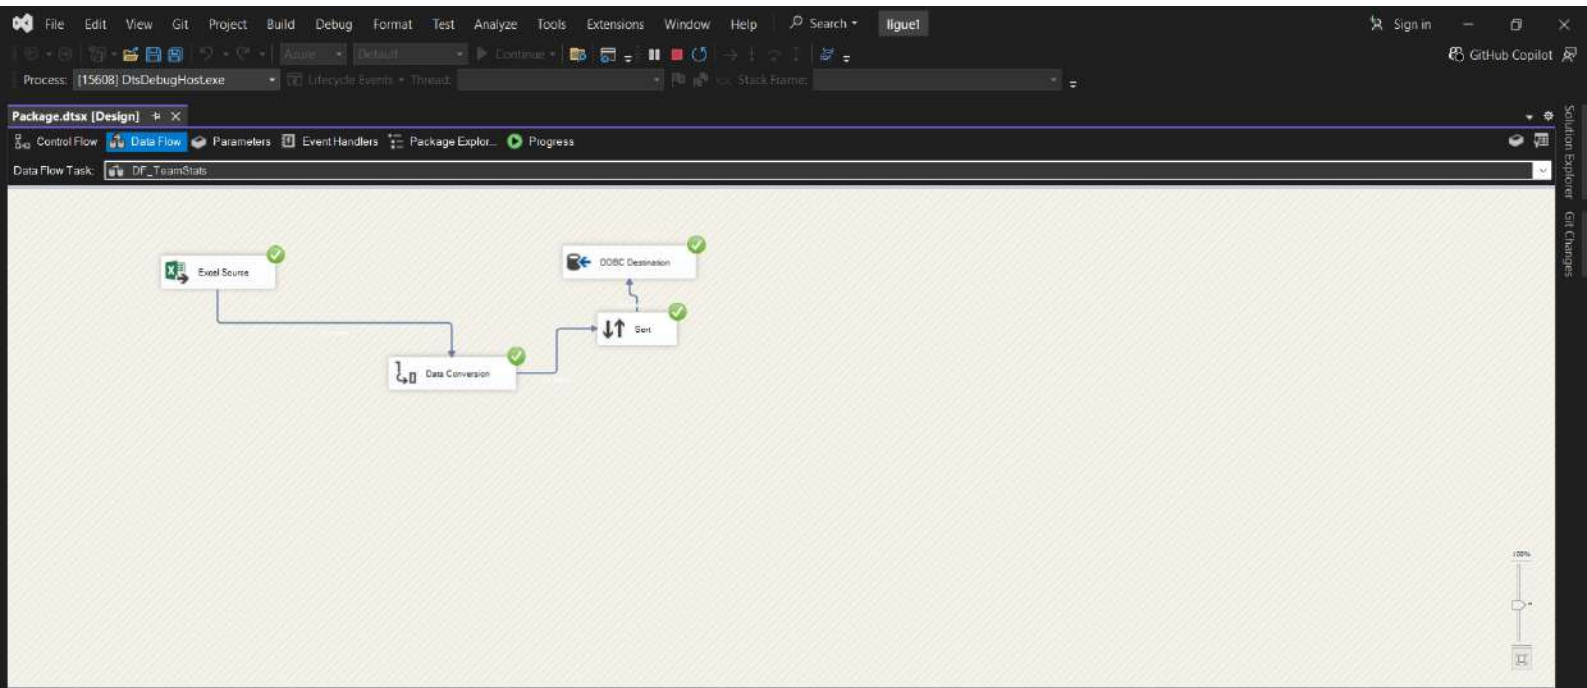 File Edit View Git Project Build Debug Format Test Analyze Tools Extensions Window Help Search ligue1 Sign in
Azure Default Continue GitHub Copilot
Process: [15608] DtsDebugHost.exe Lifecycle Events Thread: Stack Frame:
Package.dtsx [Design]
Control Flow Data Flow Parameters Event Handlers Package Explor... Progress
Data Flow Task: DF_TeamStats
Solution Explorer
Git Changes
Excel Source
ODBC Destination
Sort
Data Conversion
100%